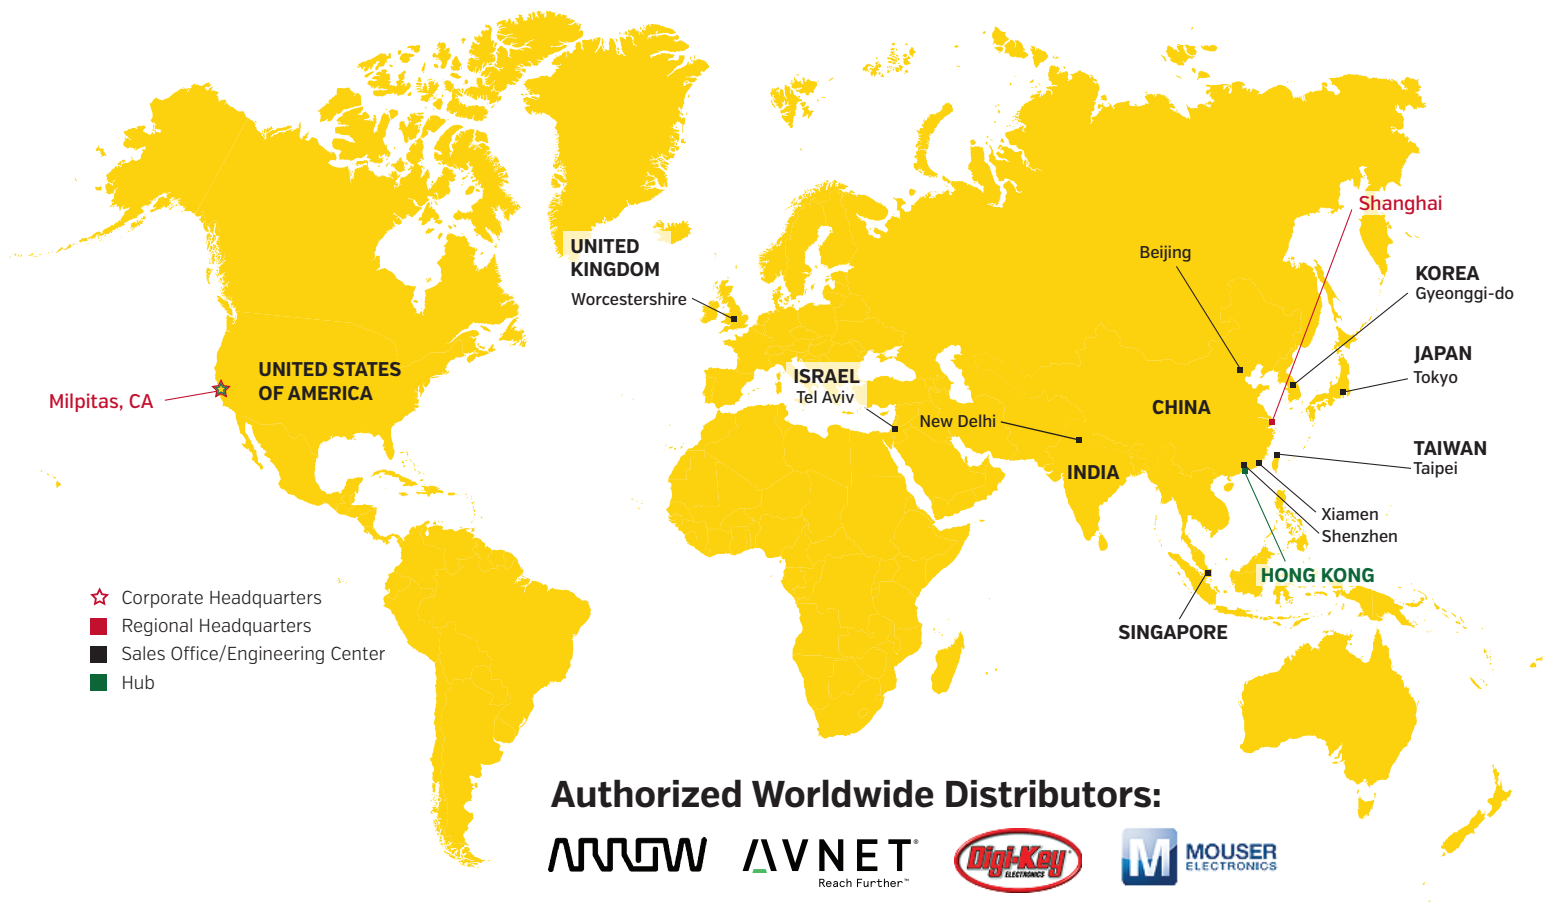 Shanghai
UNITED
KINGDOM
Worcestershire
Beijing
KOREA
Gyeonggi-do
JAPAN
Tokyo
UNITED STATES
OF AMERICA
Milpitas, CA
ISRAEL
Tel Aviv
New Delhi
CHINA
INDIA
TAIWAN
Taipei
Xiamen
Shenzhen
HONG KONG
SINGAPORE
Corporate Headquarters
Regional Headquarters
Sales Office/Engineering Center
Hub
Authorized Worldwide Distributors:
ARROW
AVNET®
Reach Further™
Digi-Key®
ELECTRONICS
M MOUSER
ELECTRONICS